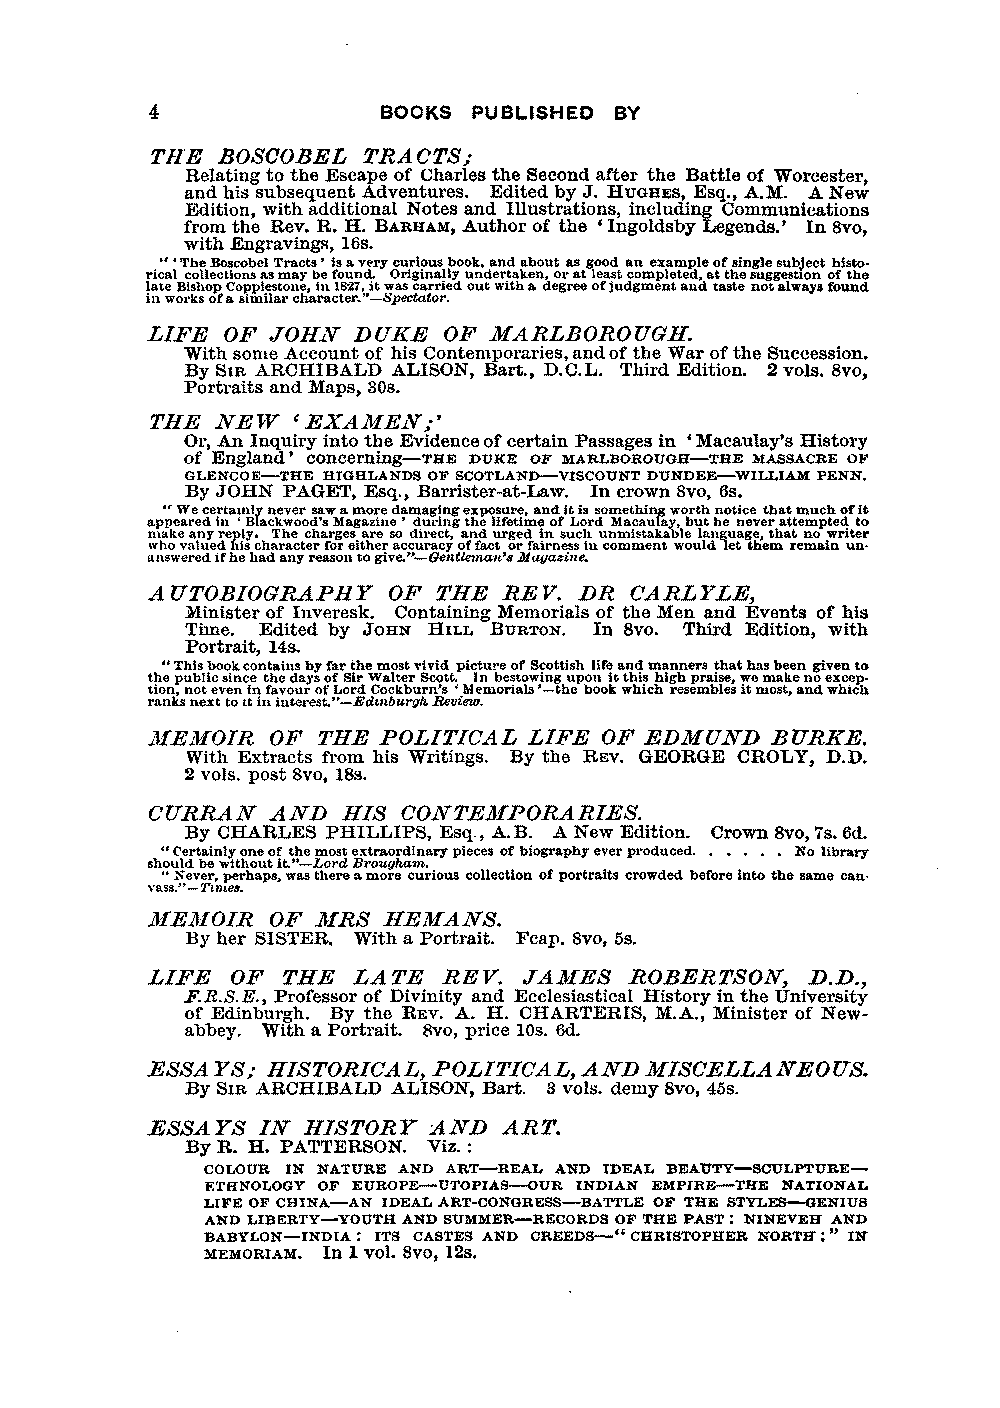 4 BOOKS PUBLISHED BY
THE BOSCOBEL TRACTS;
Relating to the Escape of Charles the Second after the Battle of Worcester,
and his subsequent Adventures. Edited by J. HUGHES, Esq., A.M. A New
Edition, with additional Notes and Illustrations, including Communications
from the Rev. R. H. BARHAM, Author of the ‘Ingoldsby Legends.’ In 8vo,
with Engravings, 16s.
“‘The Boscobel Tracts’ is a very curious book, and about as good an example of single subject histo-
rical collections as may be found. Originally undertaken, or at least completed, at the suggestion of the
late Bishop Copplestone, in 1827, it was carried out with a degree of judgment and taste not always found
in works of a similar character.”—Spectator.
LIFE OF JOHN DUKE OF MARLBOROUGH.
With some Account of his Contemporaries, and of the War of the Succession.
By SIR ARCHIBALD ALISON, Bart., D.C.L. Third Edition. 2 vols. 8vo,
Portraits and Maps, 30s.
THE NEW ‘EXAMEN;’
Or, An Inquiry into the Evidence of certain Passages in ‘Macaulay’s History
of England’ concerning—THE DUKE OF MARLBOROUGH—THE MASSACRE OF
GLENCOE—THE HIGHLANDS OF SCOTLAND—VISCOUNT DUNDEE—WILLIAM PENN.
By JOHN PAGET, Esq., Barrister-at-Law. In crown 8vo, 6s.
“We certainly never saw a more damaging exposure, and it is something worth notice that much of it
appeared in ‘Blackwood’s Magazine’ during the lifetime of Lord Macaulay, but he never attempted to
make any reply. The charges are so direct, and urged in such unmistakable language, that no writer
who valued his character for either accuracy of fact or fairness in comment would let them remain un-
answered if he had any reason to give.”—Gentleman’s Magazine.
AUTOBIOGRAPHY OF THE REV. DR CARLYLE,
Minister of Inveresk. Containing Memorials of the Men and Events of his
Time. Edited by JOHN HILL BURTON. In 8vo. Third Edition, with
Portrait, 14s.
“This book contains by far the most vivid picture of Scottish life and manners that has been given to
the public since the days of Sir Walter Scott. In bestowing upon it this high praise, we make no excep-
tion, not even in favour of Lord Cockburn’s ‘Memorials’—the book which resembles it most, and which
ranks next to it in interest.”—Edinburgh Review.
MEMOIR OF THE POLITICAL LIFE OF EDMUND BURKE.
With Extracts from his Writings. By the REV. GEORGE CROLY, D.D.
2 vols. post 8vo, 18s.
CURRAN AND HIS CONTEMPORARIES.
By CHARLES PHILLIPS, Esq., A.B. A New Edition. Crown 8vo, 7s. 6d.
“Certainly one of the most extraordinary pieces of biography ever produced. . . . . . . No library
should be without it.”—Lord Brougham.
“Never, perhaps, was there a more curious collection of portraits crowded before into the same can-
vass.”—Times.
MEMOIR OF MRS HEMANS.
By her SISTER. With a Portrait. Fcap. 8vo, 5s.
LIFE OF THE LATE REV. JAMES ROBERTSON, D.D.,
F.R.S.E., Professor of Divinity and Ecclesiastical History in the University
of Edinburgh. By the REV. A. H. CHARTERIS, M.A., Minister of New-
abbey. With a Portrait. 8vo, price 10s. 6d.
ESSAYS; HISTORICAL, POLITICAL, AND MISCELLANEOUS.
By SIR ARCHIBALD ALISON, Bart. 3 vols. demy 8vo, 45s.
ESSAYS IN HISTORY AND ART.
By R. H. PATTERSON. Viz. :
COLOUR IN NATURE AND ART—REAL AND IDEAL BEAUTY—SCULPTURE—
ETHNOLOGY OF EUROPE—UTOPIAS—OUR INDIAN EMPIRE—THE NATIONAL
LIFE OF CHINA—AN IDEAL ART-CONGRESS—BATTLE OF THE STYLES—GENIUS
AND LIBERTY—YOUTH AND SUMMER—RECORDS OF THE PAST: NINEVEH AND
BABYLON—INDIA: ITS CASTES AND CREEDS—“CHRISTOPHER NORTH:” IN
MEMORIAM. In 1 vol. 8vo, 12s.